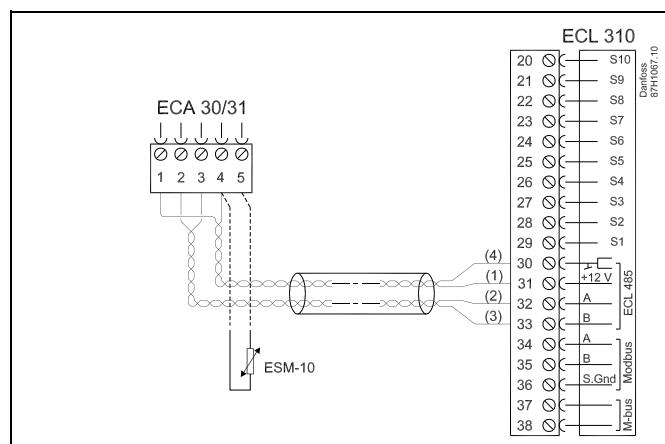 ECL 310
Danfoss
87H1067.10
ECA 30/31
1 2 3 4 5
20 S10
21 S9
22 S8
23 S7
24 S6
25 S5
26 S4
27 S3
28 S2
29 S1
(4) 30
(1) 31 +12 V
(2) 32 A
(3) 33 B
ECL 485
34 A
35 B
36 S.Gnd
Modbus
37
38
M-bus
ESM-10